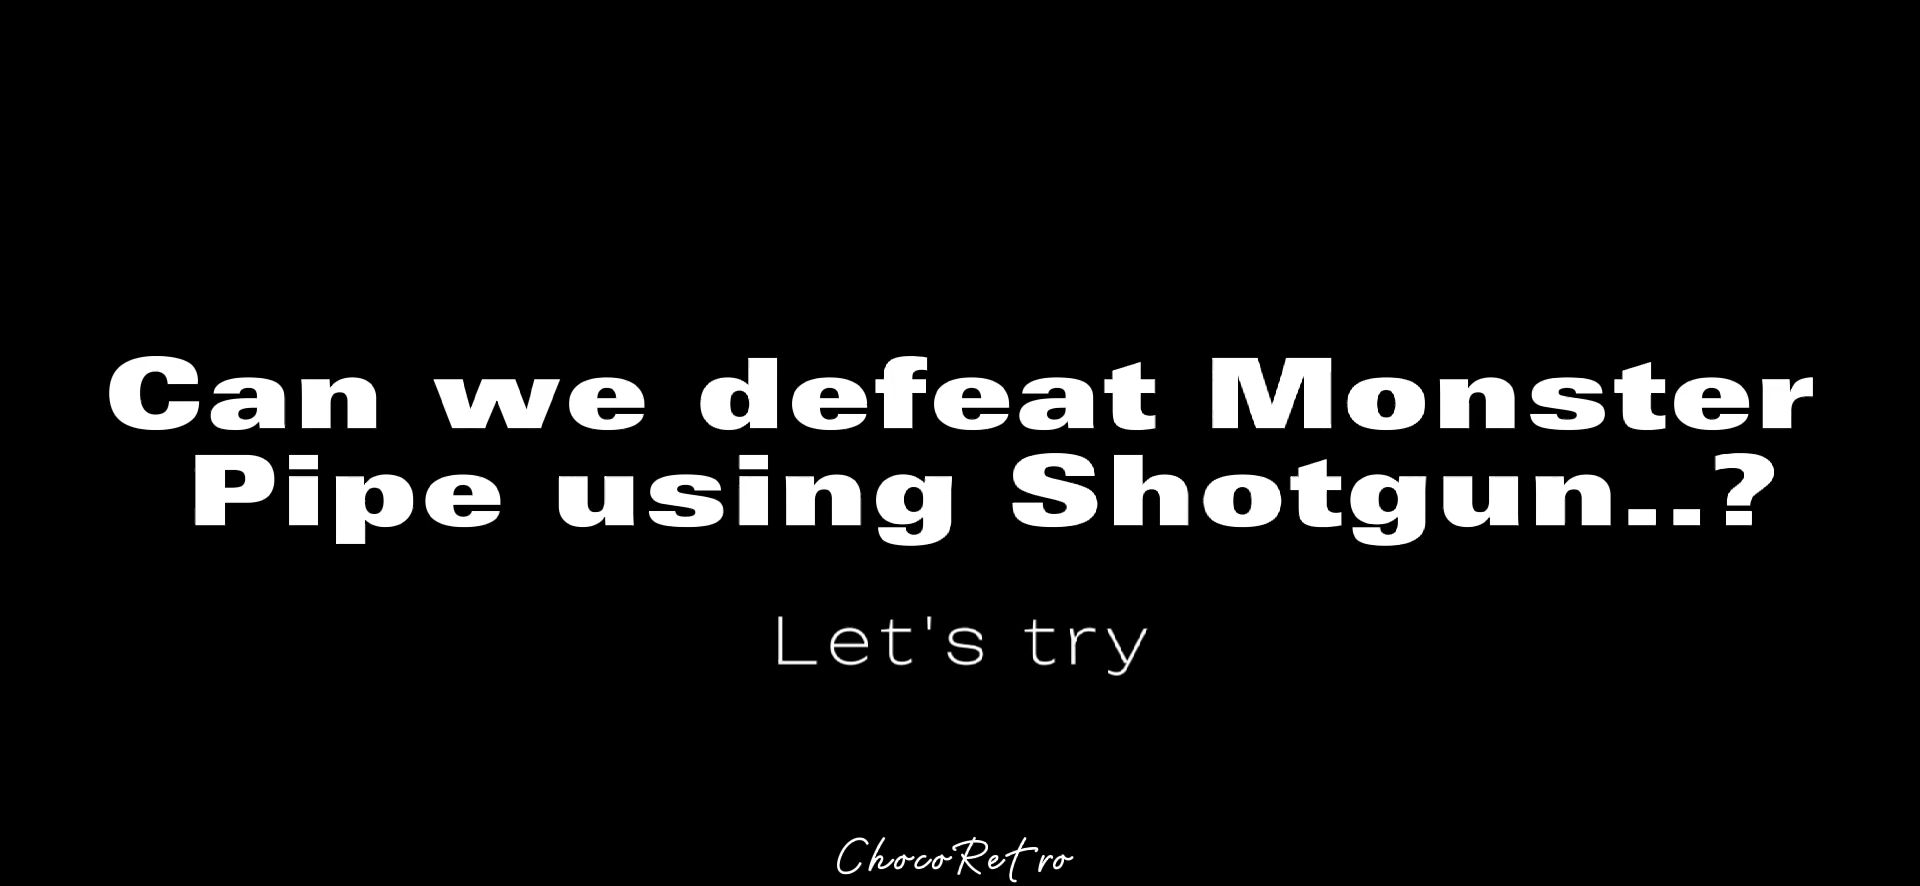 Can we defeat Monster
Pipe using Shotgun..?
Let's try
ChocoRetro